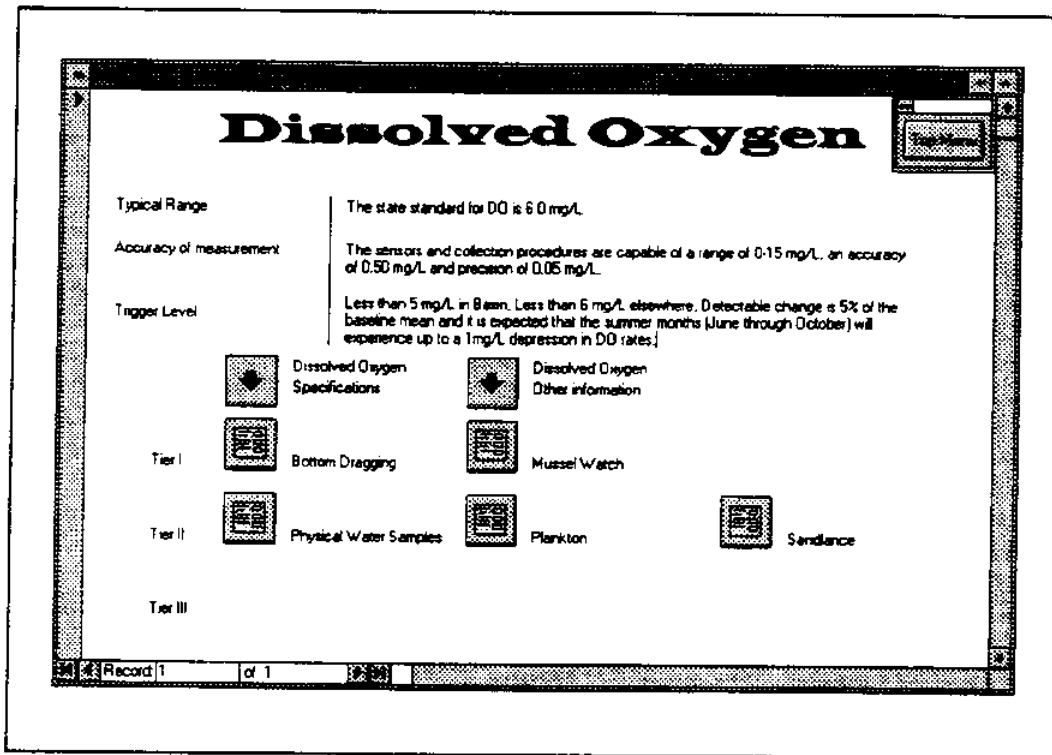 Dissolved Oxygen
Top Menu
Typical Range
The state standard for DO is 6.0 mg/L
Accuracy of measurement
The sensors and collection procedures are capable of a range of 0-15 mg/L, an accuracy
of 0.50 mg/L and precision of 0.05 mg/L.
Trigger Level
Less than 5 mg/L in Basin. Less than 6 mg/L elsewhere. Detectable change is 5% of the
baseline mean and it is expected that the summer months (June through October) will
experience up to a 1mg/L depression in DO rates.
Dissolved Oxygen
Specifications
Dissolved Oxygen
Other information
Tier I
Bottom Dragging
Mussel Watch
Tier II
Physical Water Samples
Plankton
Sandlance
Tier III
Record: 1 of 1